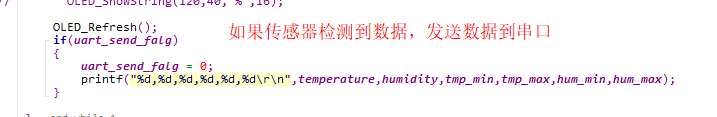 //        OLED_ShowString(120,40,"%",16);
OLED_Refresh();
如果传感器检测到数据，发送数据到串口
if(uart_send_falg)
{
uart_send_falg = 0;
printf("%d,%d,%d,%d,%d,%d\r\n",temperature,humidity,tmp_min,tmp_max,hum_min,hum_max);
}